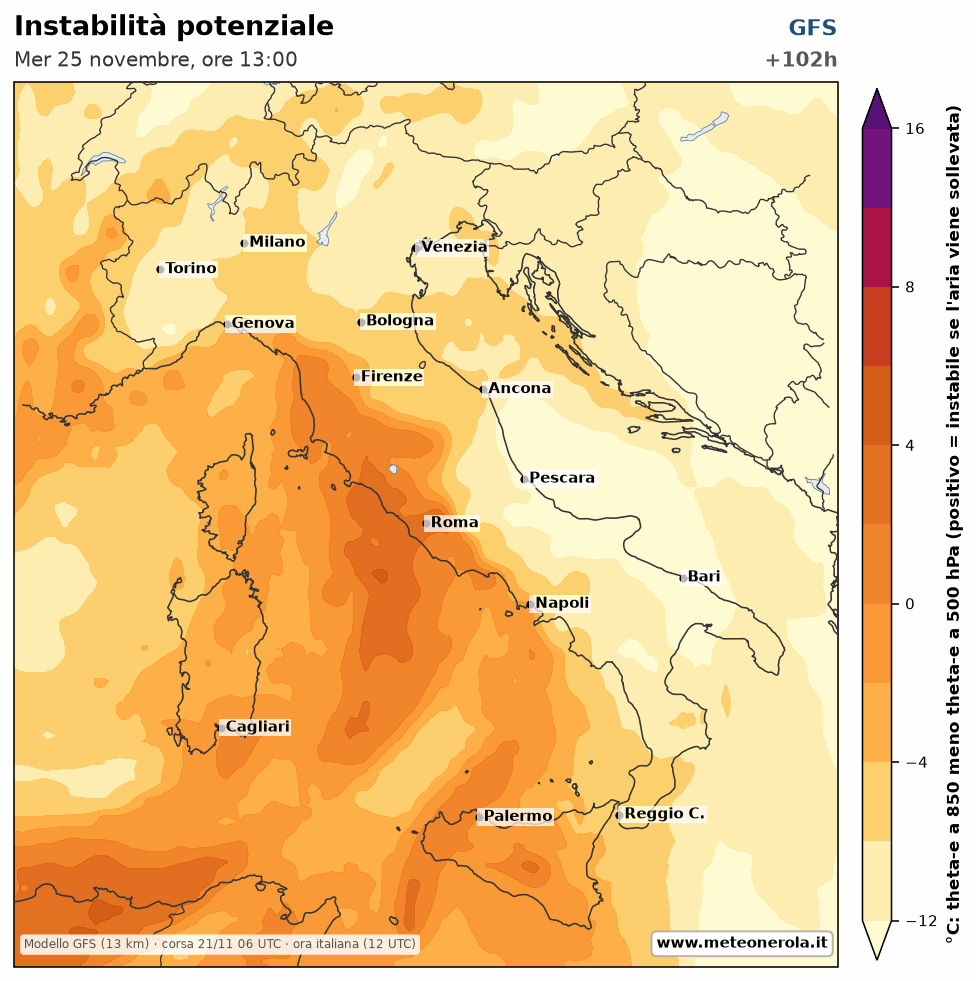 Instabilità potenziale
GFS
Mer 25 novembre, ore 13:00
+102h
Milano
Venezia
Torino
Genova
Bologna
Firenze
Ancona
Pescara
Roma
Bari
Napoli
Cagliari
Palermo
Reggio C.
16
8
4
0
−4
−12
°C: theta-e a 850 meno theta-e a 500 hPa (positivo = instabile se l'aria viene sollevata)
Modello GFS (13 km) · corsa 21/11 06 UTC · ora italiana (12 UTC)
www.meteonerola.it